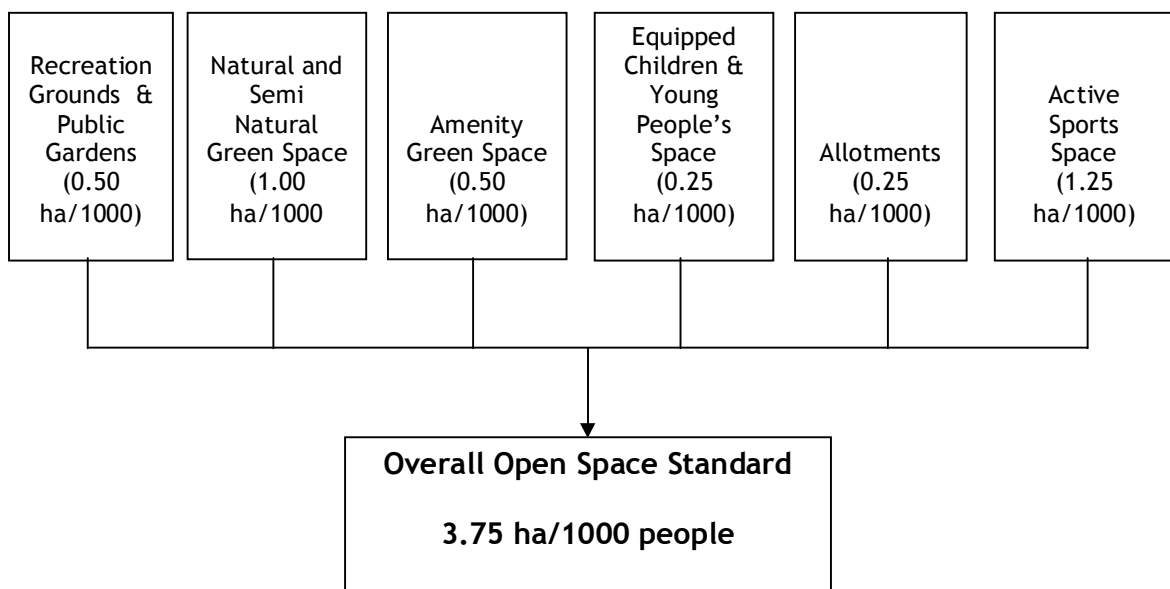 Recreation
Grounds & 
Public
Gardens
(0.50
ha/1000)
Natural and
Semi
Natural
Green Space
(1.00
ha/1000
Amenity
Green Space
(0.50
ha/1000)
Equipped
Children &
Young
People’s
Space
(0.25
ha/1000)
Allotments
(0.25
ha/1000)
Active
Sports
Space
(1.25
ha/1000)
Overall Open Space Standard
3.75 ha/1000 people